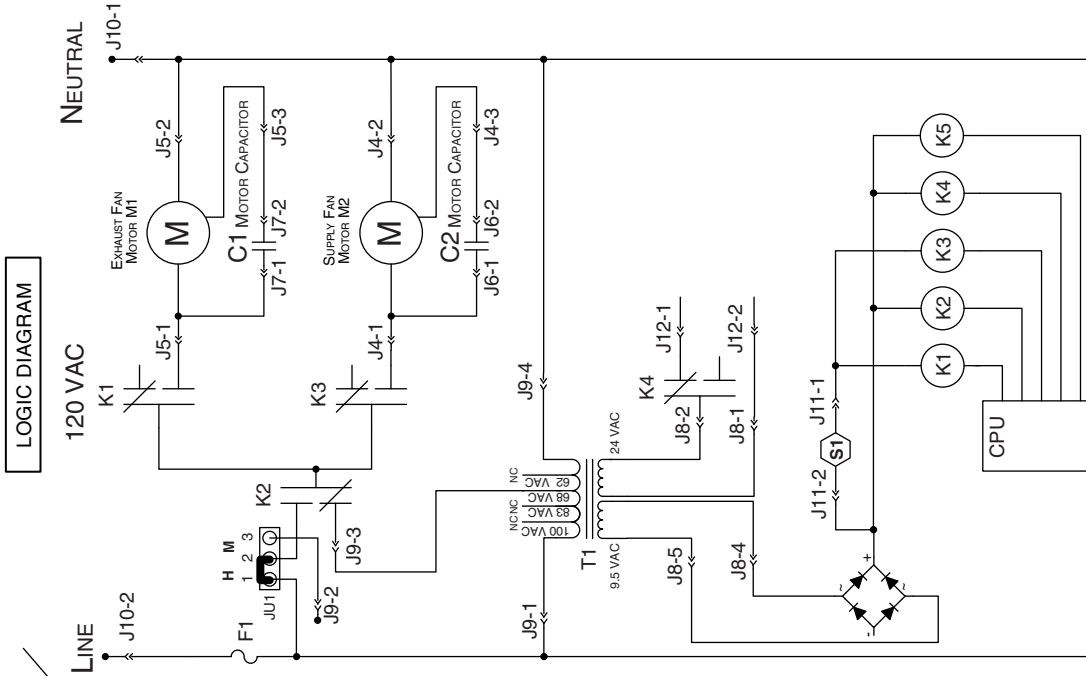 LOGIC DIAGRAM
120 VAC
LINE
NEUTRAL
J10-2
J10-1
F1
H M
1 2 3
JU1
J9-2
K2
J9-3
K1
J5-1
EXHAUST FAN
MOTOR M1
M
J5-2
C1 MOTOR CAPACITOR
J7-1
J7-2
J5-3
K3
J4-1
SUPPLY FAN
MOTOR M2
M
J4-2
C2 MOTOR CAPACITOR
J6-1
J6-2
J4-3
J9-1
J9-4
NC NC
NC
100 VAC
83 VAC
68 VAC
62 VAC
T1
9.5 VAC
24 VAC
J8-5
J8-4
J8-2
J8-1
K4
J12-1
J12-2
J11-2
S1
J11-1
-
~
~
+
K1
K2
K3
K4
K5
CPU